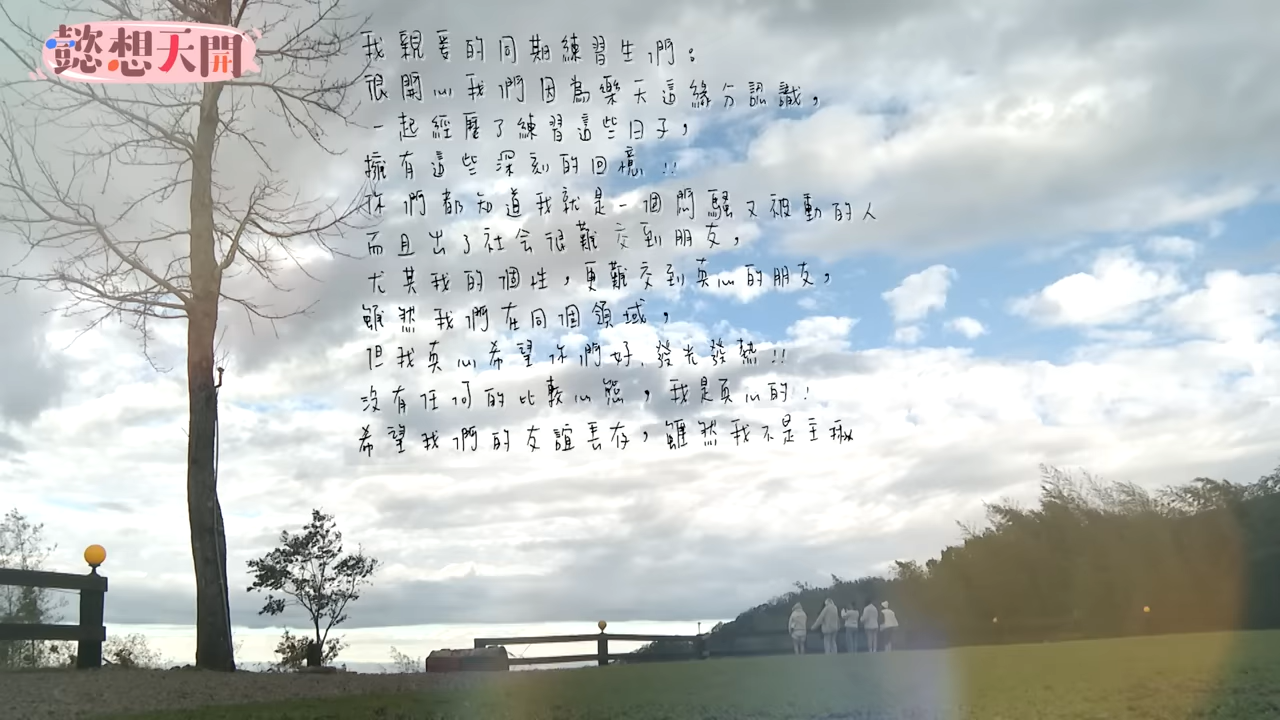 懿想天開
我親愛的同期練習生們:
很開心我們因為樂天這緣分認識,
一起經歷了練習這些日子,
擁有這些深刻的回憶!!
你們都知道我就是一個悶騷又被動的人
而且出了社會很難交到朋友,
尤其我的個性,更難交到真心的朋友,
雖然我們在同個領域,
但我真心希望你們好、發光發熱!!
沒有任何的比較心態,我是真心的!
希望我們的友誼長存,雖然我不是主揪